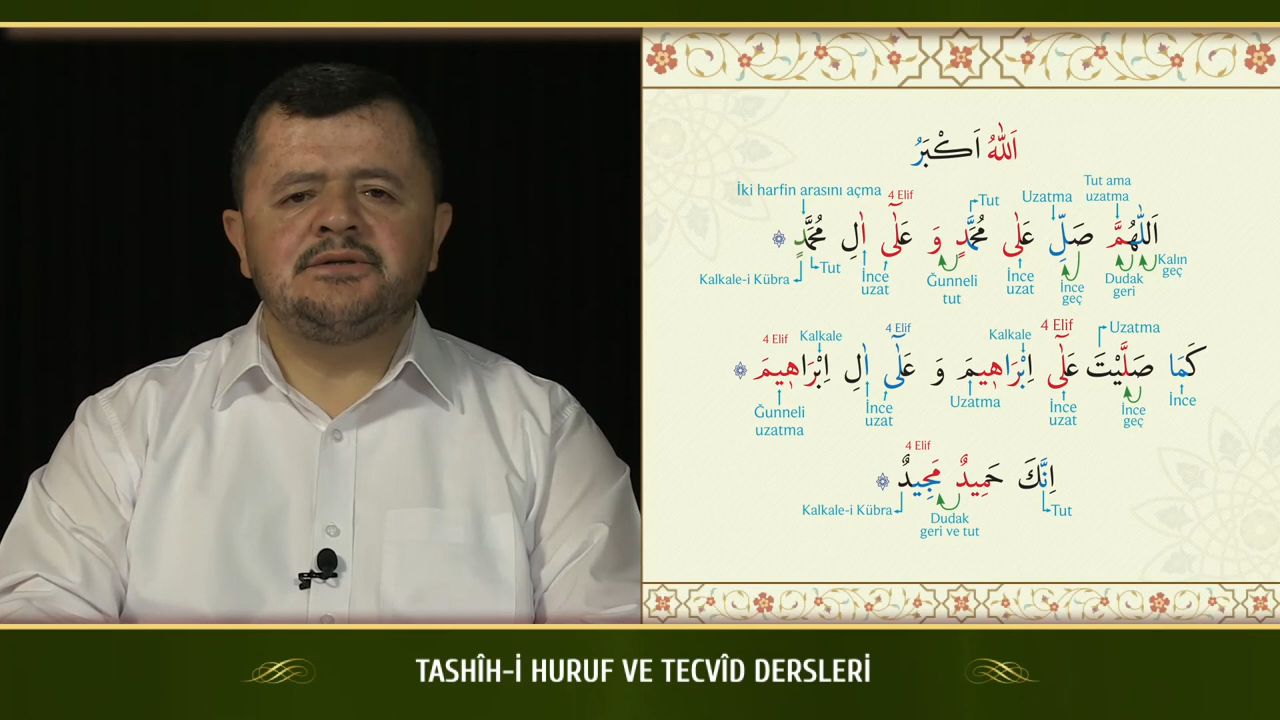 اَللّٰهُ اَكْبَرُ
Tut ama
uzatma
İki harfin arasını açma 4 Elif Tut Uzatma
اَللّٰهُمَّ صَلِّ عَلٰى مُحَمَّدٍ وَ عَلٰٓى اٰلِ مُحَمَّدٍ
Kalkale-i Kübra Tut İnce uzat Ğunneli tut İnce uzat İnce geç Dudak geri Kalın geç
4 Elif Kalkale 4 Elif Kalkale 4 Elif Uzatma
كَمَا صَلَّيْتَ عَلٰٓى اِبْرَاهٖيمَ وَ عَلٰٓى اٰلِ اِبْرَاهٖيمَ
Ğunneli uzatma İnce uzat Uzatma İnce uzat İnce geç İnce
4 Elif
اِنَّكَ حَمِيدٌ مَجِيدٌ
Kalkale-i Kübra Dudak geri ve tut Tut
TASHÎH-İ HURUF VE TECVÎD DERSLERİ